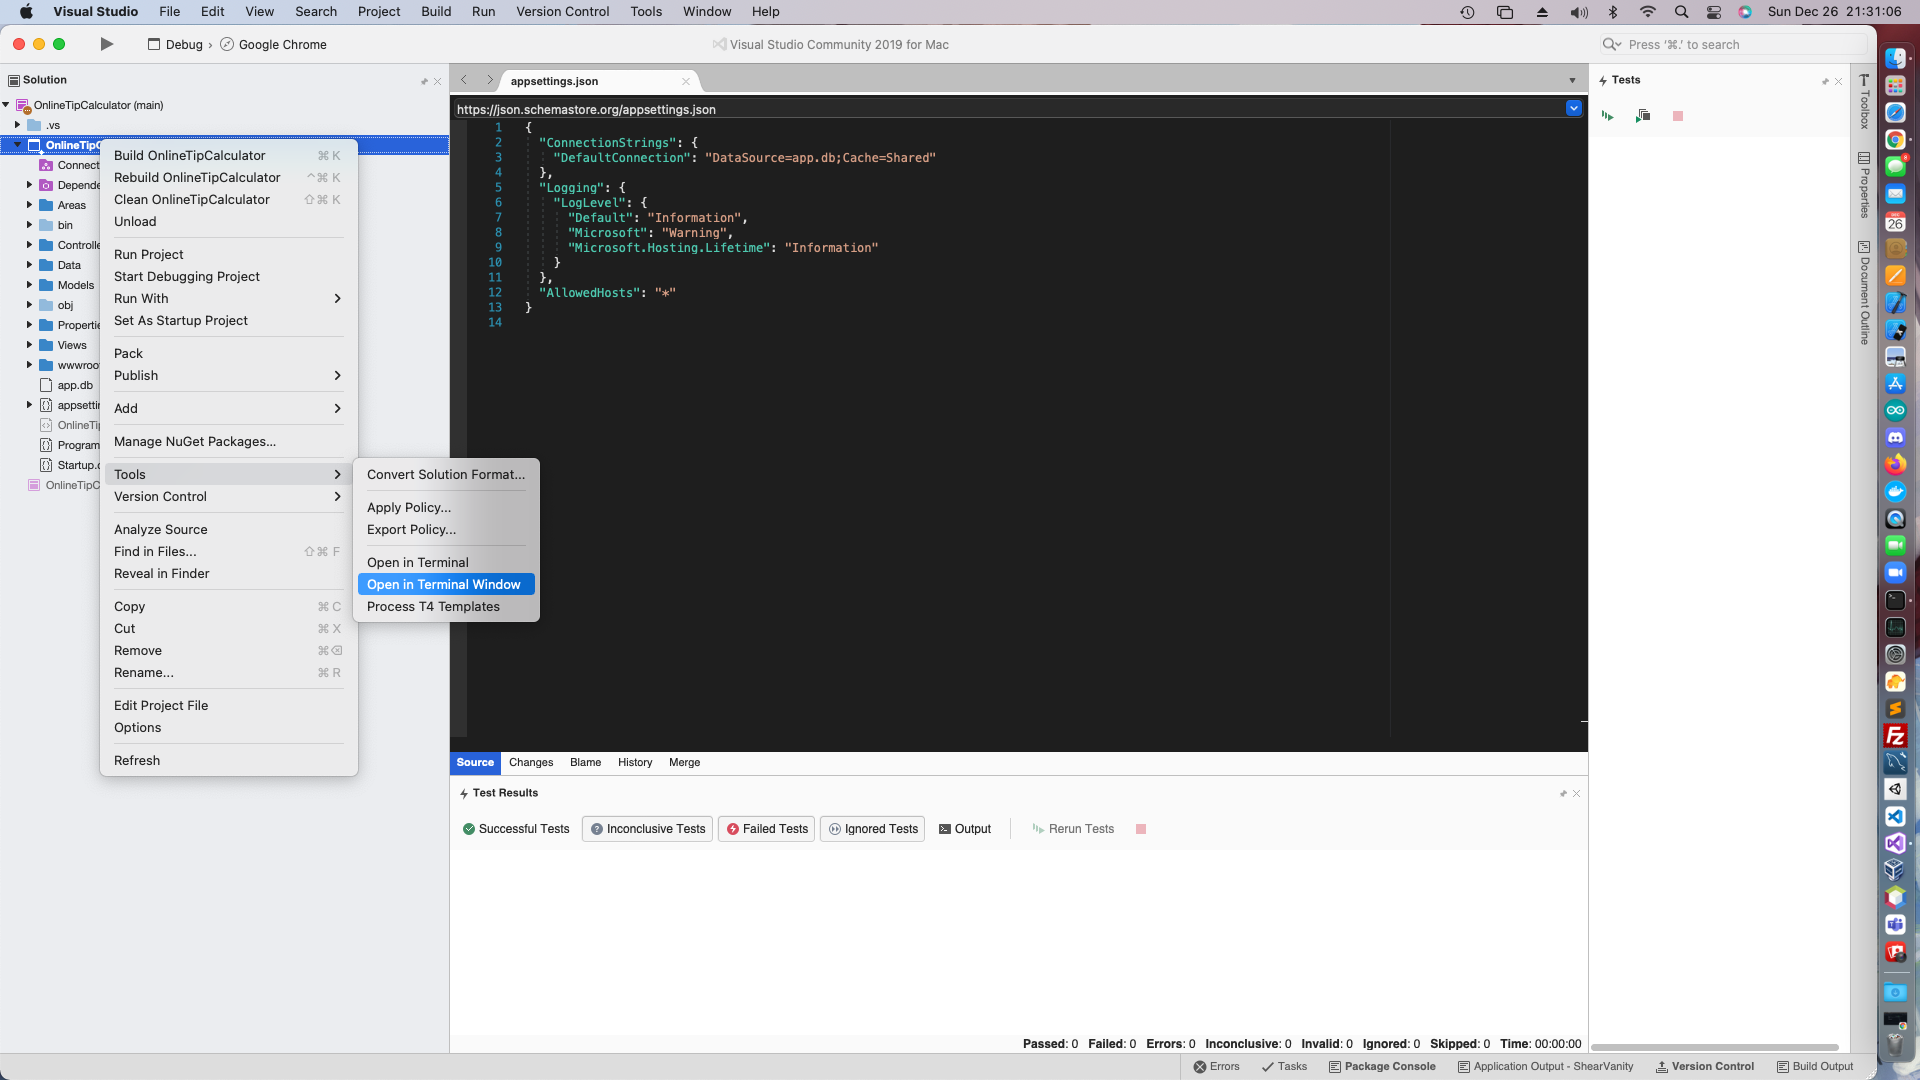 Visual Studio File Edit View Search Project Build Run Version Control Tools Window Help Sun Dec 26 21:31:06
Debug › Google Chrome
Visual Studio Community 2019 for Mac
Press '⌘.' to search
Solution
OnlineTipCalculator (main)
.vs
OnlineTipC
Connect
Depende
Areas
bin
Controlle
Data
Models
obj
Propertie
Views
wwwroo
app.db
appsettin
OnlineTip
Program
Startup.c
OnlineTipC
Build OnlineTipCalculator ⌘ K
Rebuild OnlineTipCalculator ^⌘ K
Clean OnlineTipCalculator ⇧⌘ K
Unload
Run Project
Start Debugging Project
Run With
Set As Startup Project
Pack
Publish
Add
Manage NuGet Packages...
Tools
Version Control
Analyze Source
Find in Files... ⇧⌘ F
Reveal in Finder
Copy ⌘ C
Cut ⌘ X
Remove ⌘⌫
Rename... ⌘ R
Edit Project File
Options
Refresh
Convert Solution Format...
Apply Policy...
Export Policy...
Open in Terminal
Open in Terminal Window
Process T4 Templates
appsettings.json
https://json.schemastore.org/appsettings.json
1 {
2 "ConnectionStrings": {
3 "DefaultConnection": "DataSource=app.db;Cache=Shared"
4 },
5 "Logging": {
6 "LogLevel": {
7 "Default": "Information",
8 "Microsoft": "Warning",
9 "Microsoft.Hosting.Lifetime": "Information"
10 }
11 },
12 "AllowedHosts": "*"
13 }
14
Source Changes Blame History Merge
Test Results
Successful Tests Inconclusive Tests Failed Tests Ignored Tests Output Rerun Tests
Passed: 0 Failed: 0 Errors: 0 Inconclusive: 0 Invalid: 0 Ignored: 0 Skipped: 0 Time: 00:00:00
Tests
Toolbox
Properties
Document Outline
26
Errors Tasks Package Console Application Output - ShearVanity Version Control Build Output